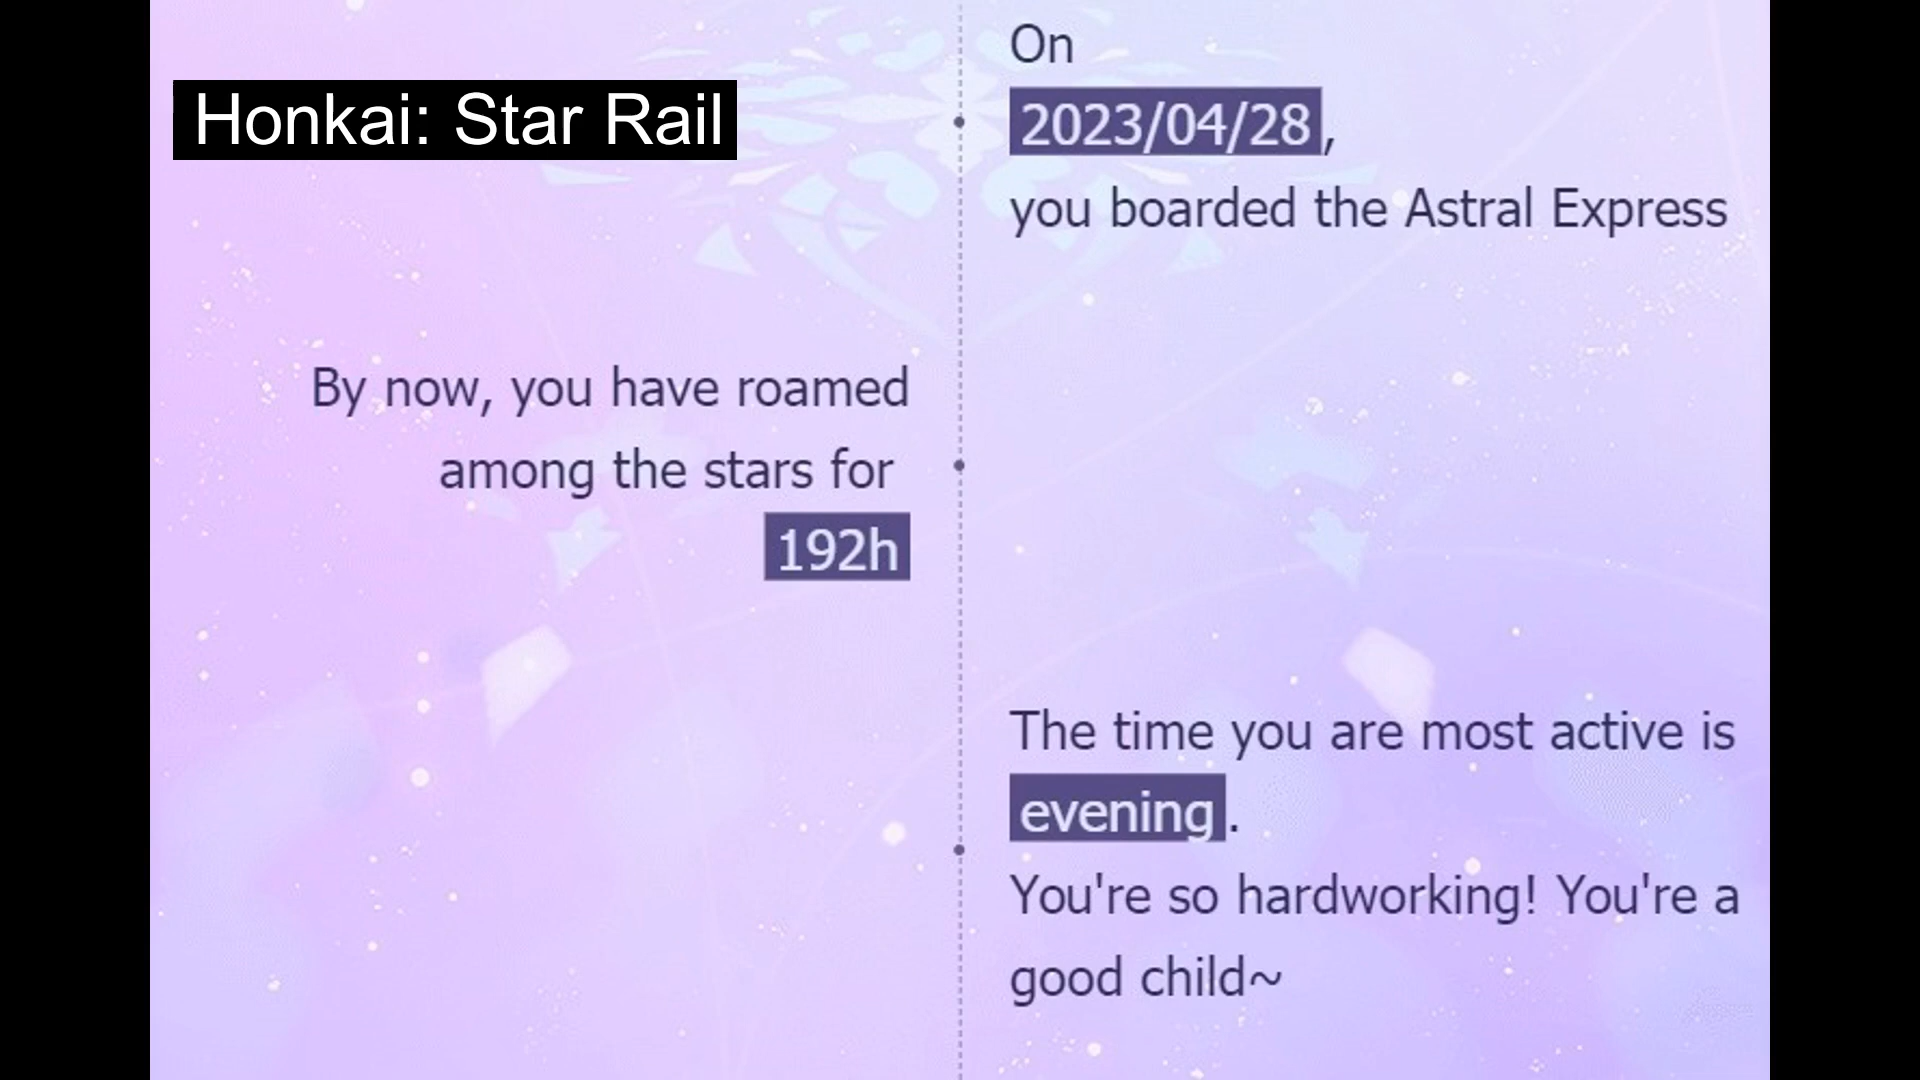 Honkai: Star Rail
On
2023/04/28,
you boarded the Astral Express
By now, you have roamed
among the stars for
192h
The time you are most active is
evening.
You're so hardworking! You're a
good child~